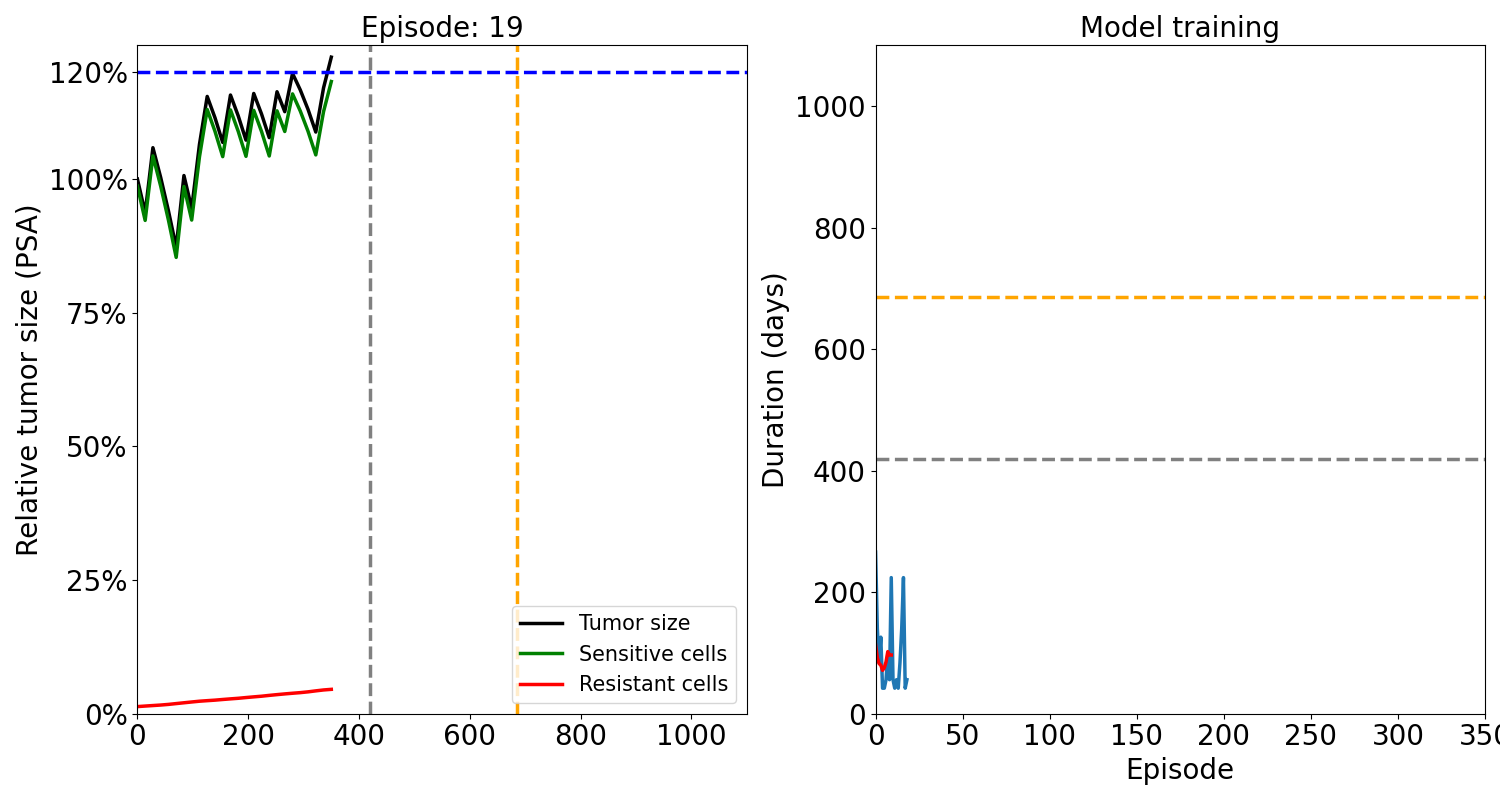 Episode: 19
Relative tumor size (PSA)
120%
100%
75%
50%
25%
0%
0 200 400 600 800 1000
Tumor size
Sensitive cells
Resistant cells
Model training
Duration (days)
1000
800
600
400
200
0
0 50 100 150 200 250 300 350
Episode